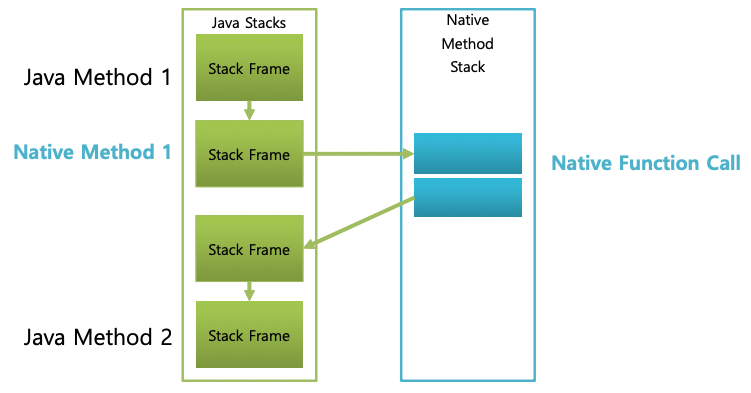 Java Stacks
Native
Method
Stack
Java Method 1
Stack Frame
Native Method 1
Stack Frame
Native Function Call
Stack Frame
Java Method 2
Stack Frame